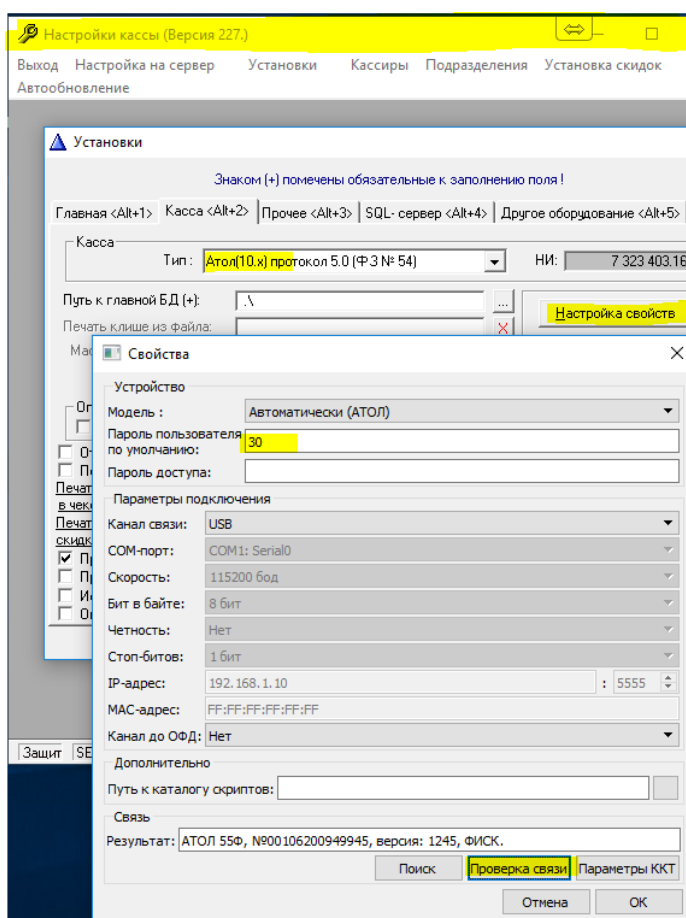 Настройки кассы (Версия 227.)
Выход Настройка на сервер Установки Кассиры Подразделения Установка скидок
Автообновление
Установки
Знаком (+) помечены обязательные к заполнению поля !
Главная <Alt+1> Касса <Alt+2> Прочее <Alt+3> SQL- сервер <Alt+4> Другое оборудование <Alt+5>
Касса
Тип : Атол(10.x) протокол 5.0 (ФЗ № 54) НИ: 7 323 403.16
Путь к главной БД (+): .\ ... Настройка свойств
Печать клише из файла: X
Свойства
Устройство
Модель : Автоматически (АТОЛ)
Пароль пользователя
по умолчанию: 30
Пароль доступа:
Печат
в чек
Печат
скидк
Параметры подключения
Канал связи: USB
COM-порт: COM1: Serial0
Скорость: 115200 бод
Бит в байте: 8 бит
Четность: Нет
Стоп-битов: 1 бит
IP-адрес: 192.168.1.10 : 5555
MAC-адрес: FF:FF:FF:FF:FF:FF
Канал до ОФД: Нет
Защит SE
Дополнительно
Путь к каталогу скриптов:
Связь
Результат: АТОЛ 55Ф, №00106200949945, версия: 1245, ФИСК.
Поиск Проверка связи Параметры ККТ
Отмена ОК